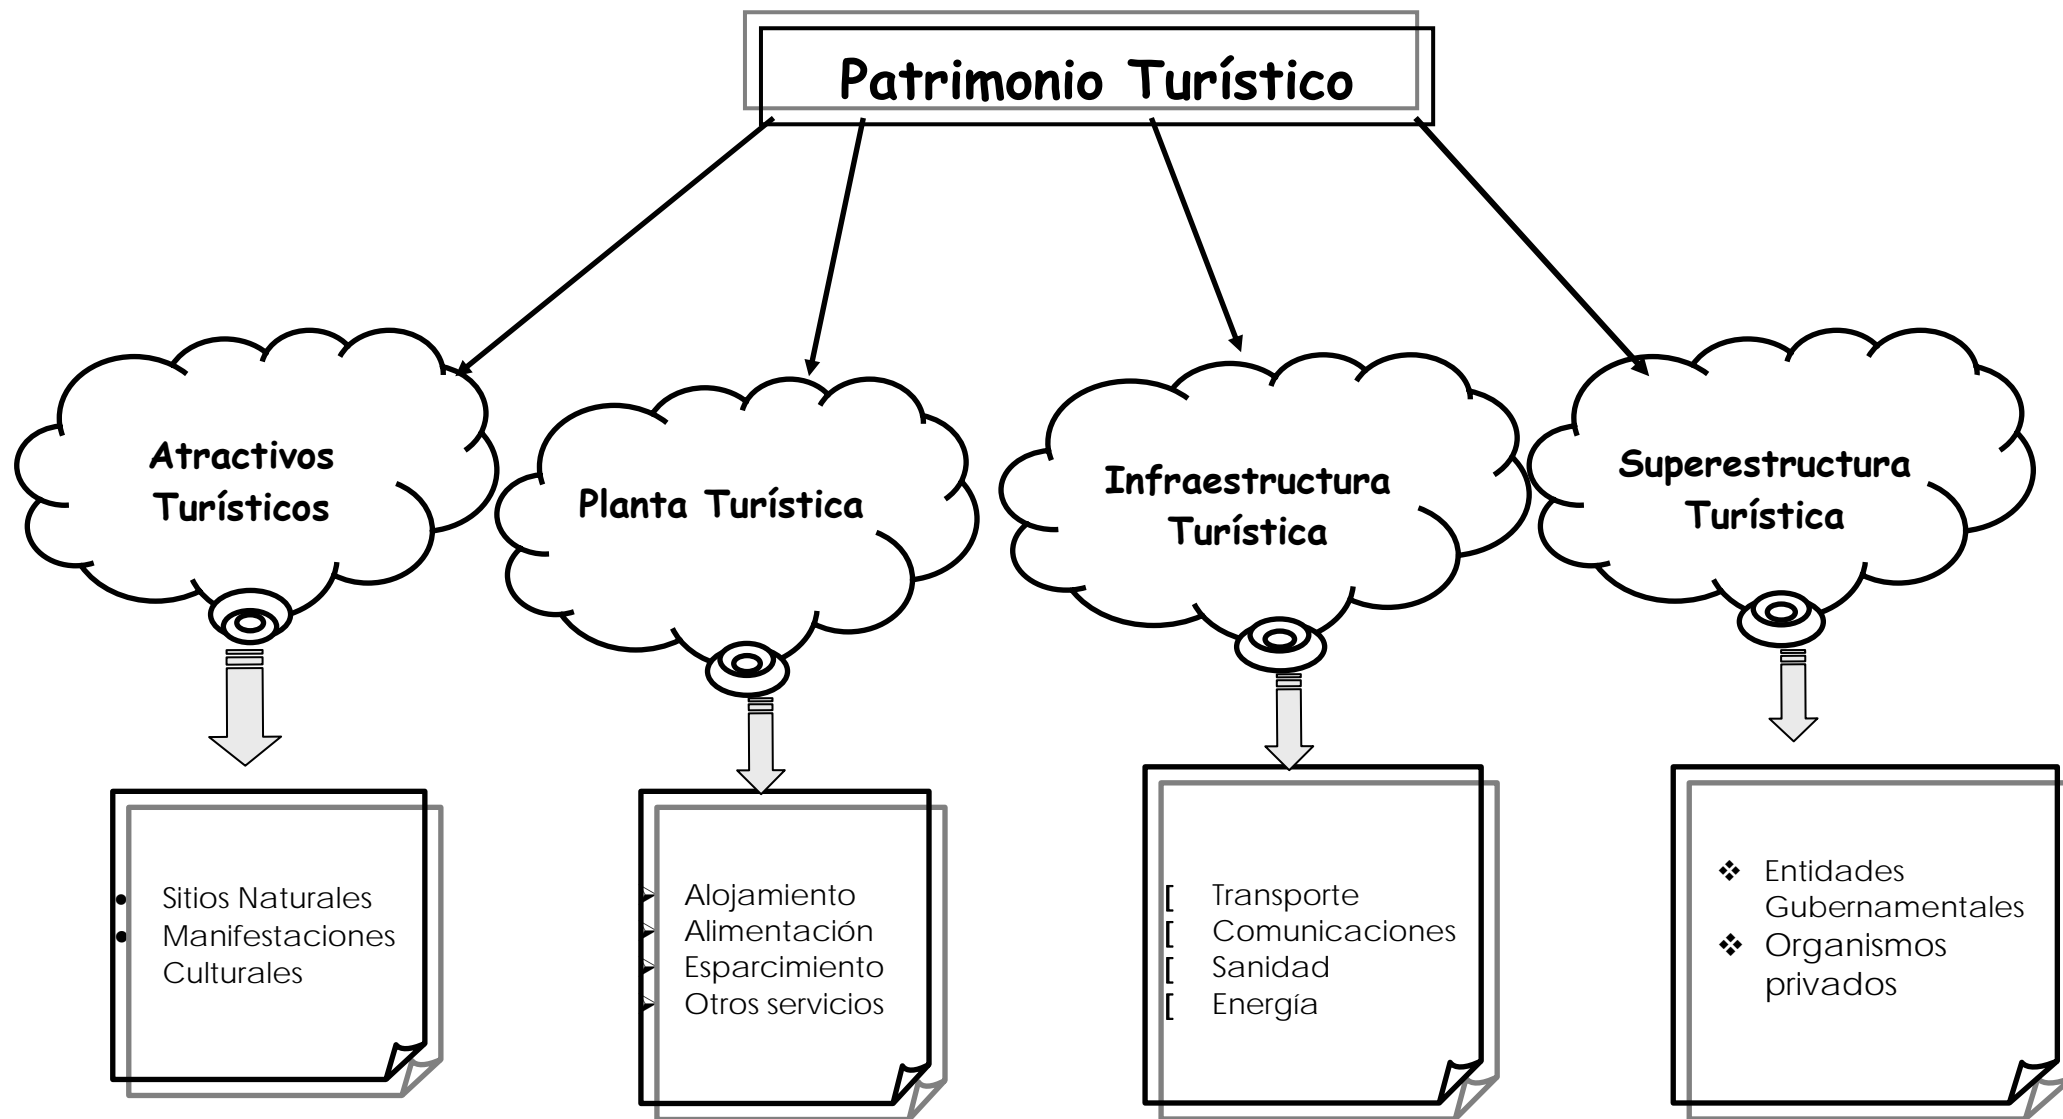 Patrimonio Turístico
Atractivos
Turísticos
Planta Turística
Infraestructura
Turística
Superestructura
Turística
• Sitios Naturales
• Manifestaciones
Culturales
➢ Alojamiento
➢ Alimentación
➢ Esparcimiento
➢ Otros servicios
[ Transporte
[ Comunicaciones
[ Sanidad
[ Energía
❖ Entidades
Gubernamentales
❖ Organismos
privados